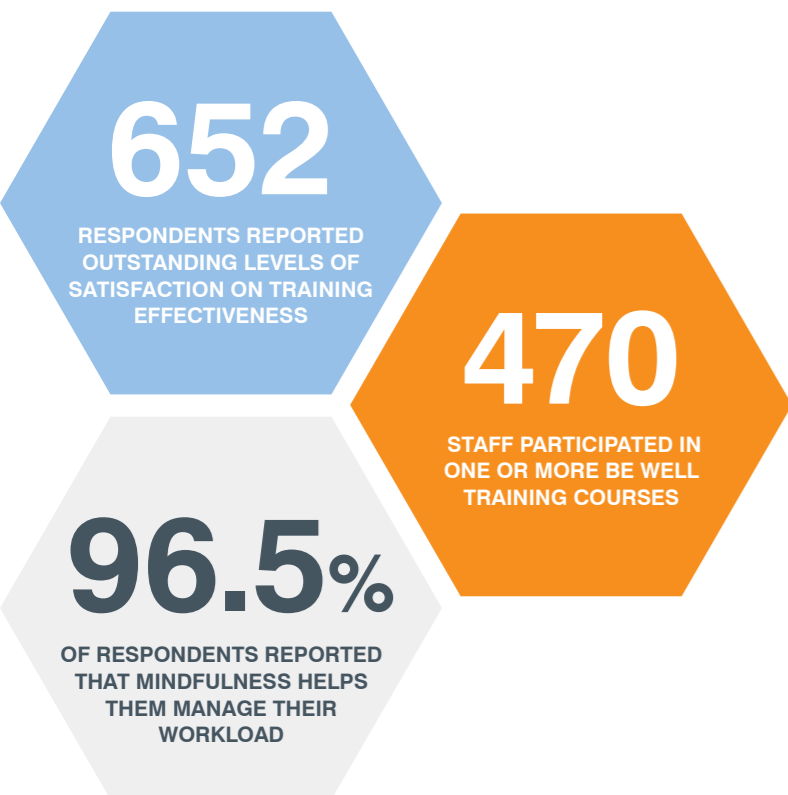 652
RESPONDENTS REPORTED
OUTSTANDING LEVELS OF
SATISFACTION ON TRAINING
EFFECTIVENESS
470
STAFF PARTICIPATED IN
ONE OR MORE BE WELL
TRAINING COURSES
96.5%
OF RESPONDENTS REPORTED
THAT MINDFULNESS HELPS
THEM MANAGE THEIR
WORKLOAD